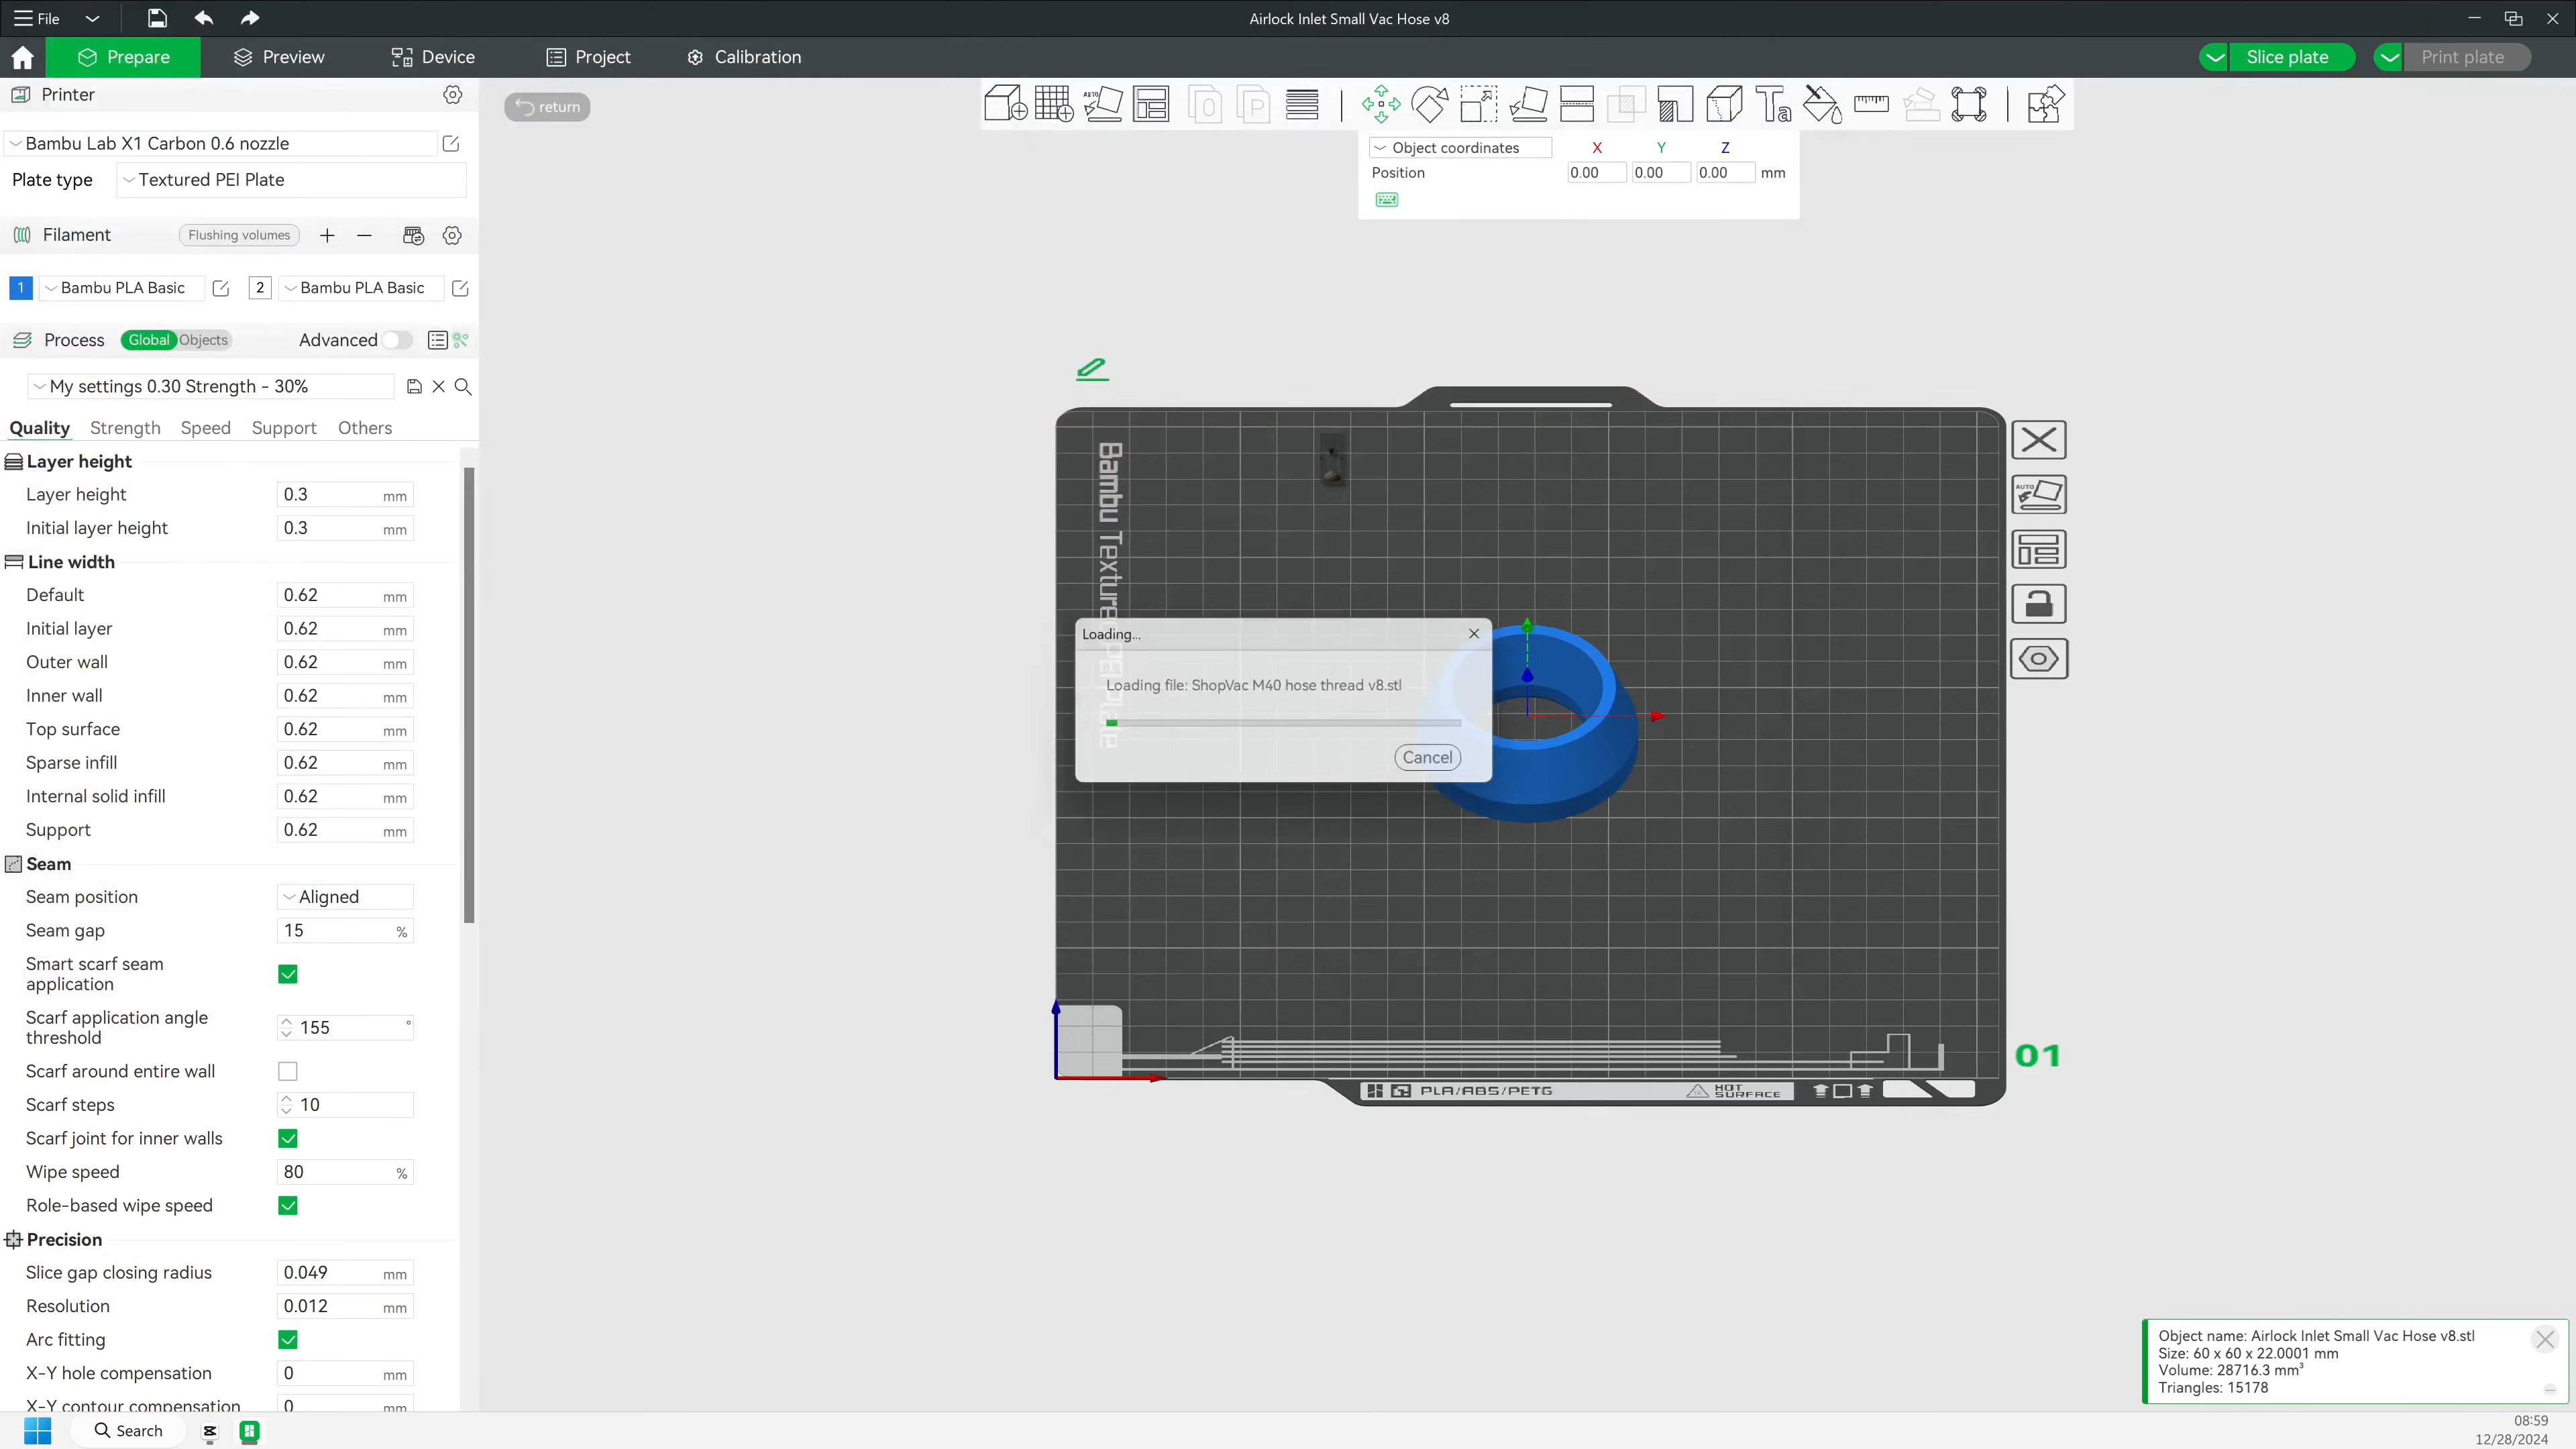 File
Airlock Inlet Small Vac Hose v8
Prepare
Preview
Device
Project
Calibration
Slice plate
Print plate
Printer
return
AUTO
Bambu Lab X1 Carbon 0.6 nozzle
Object coordinates X Y Z
Position 0.00 0.00 0.00 mm
Plate type Textured PEI Plate
Filament Flushing volumes
1 Bambu PLA Basic 2 Bambu PLA Basic
Process Global Objects Advanced
My settings 0.30 Strength - 30%
Quality Strength Speed Support Others
Layer height
Layer height 0.3 mm
Initial layer height 0.3 mm
Line width
Default 0.62 mm
Initial layer 0.62 mm
Outer wall 0.62 mm
Inner wall 0.62 mm
Top surface 0.62 mm
Sparse infill 0.62 mm
Internal solid infill 0.62 mm
Support 0.62 mm
Seam
Seam position Aligned
Seam gap 15 %
Smart scarf seam
application
Scarf application angle
threshold 155 °
Scarf around entire wall
Scarf steps 10
Scarf joint for inner walls
Wipe speed 80 %
Role-based wipe speed
Precision
Slice gap closing radius 0.049 mm
Resolution 0.012 mm
Arc fitting
X-Y hole compensation 0 mm
X-Y contour compensation 0 mm
Bambu Textured PEI Plate
Loading...
Loading file: ShopVac M40 hose thread v8.stl
Cancel
AUTO
01
PLA/ABS/PETG
HOT
SURFACE
Object name: Airlock Inlet Small Vac Hose v8.stl
Size: 60 x 60 x 22.0001 mm
Volume: 28716.3 mm³
Triangles: 15178
Search
08:59
12/28/2024